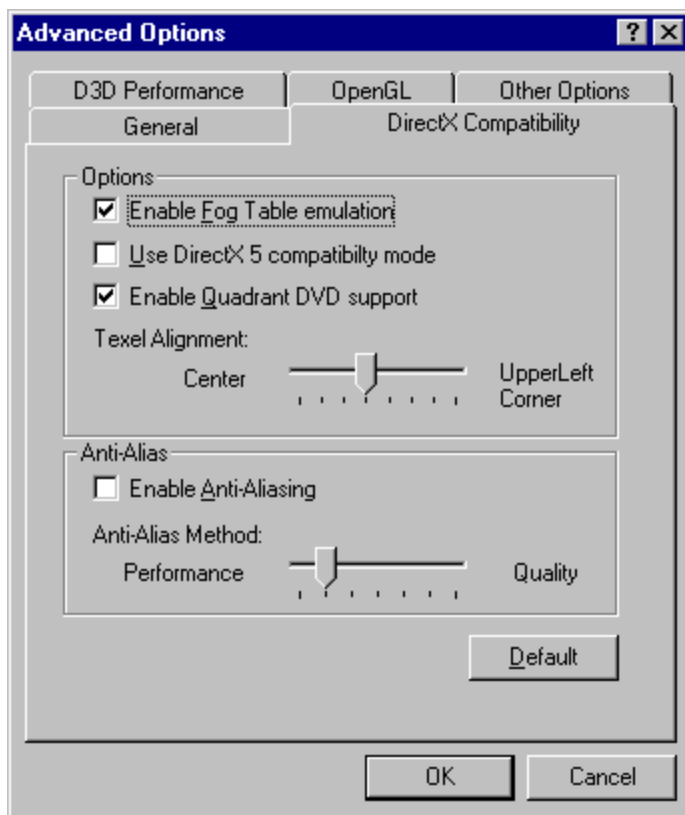 Advanced Options
D3D Performance OpenGL Other Options
General DirectX Compatibility
Options
Enable Fog Table emulation
Use DirectX 5 compatibilty mode
Enable Quadrant DVD support
Texel Alignment:
Center UpperLeft
Corner
Anti-Alias
Enable Anti-Aliasing
Anti-Alias Method:
Performance Quality
Default
OK Cancel